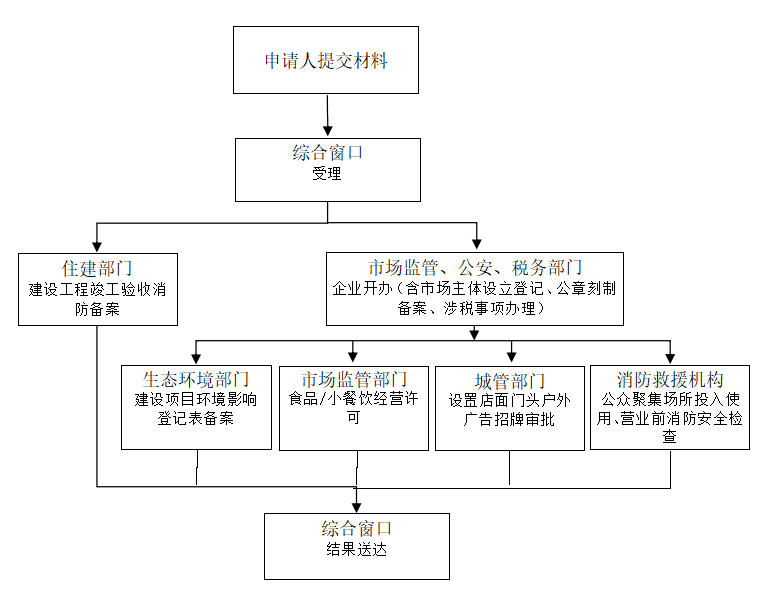 申请人提交材料
综合窗口
受理
住建部门
建设工程竣工验收消
防备案
市场监管、公安、税务部门
企业开办（含市场主体设立登记、公章刻制
备案、涉税事项办理）
生态环境部门
建设项目环境影响
登记表备案
市场监管部门
食品/小餐饮经营许
可
城管部门
设置店面门头户外
广告招牌审批
消防救援机构
公众聚集场所投入使
用、营业前消防安全检
查
综合窗口
结果送达